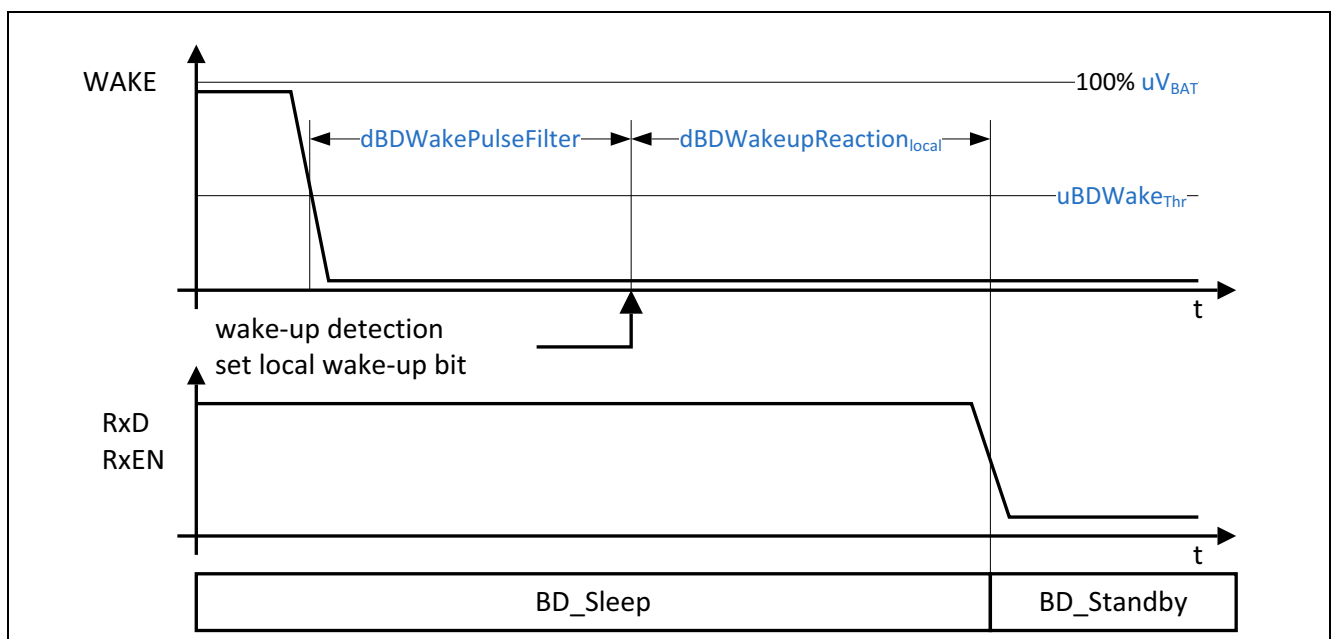 WAKE
100% uVBAT
dBDWakePulseFilter
dBDWakeupReactionlocal
uBDWakeThr
t
wake-up detection
set local wake-up bit
RxD
RxEN
t
BD_Sleep
BD_Standby